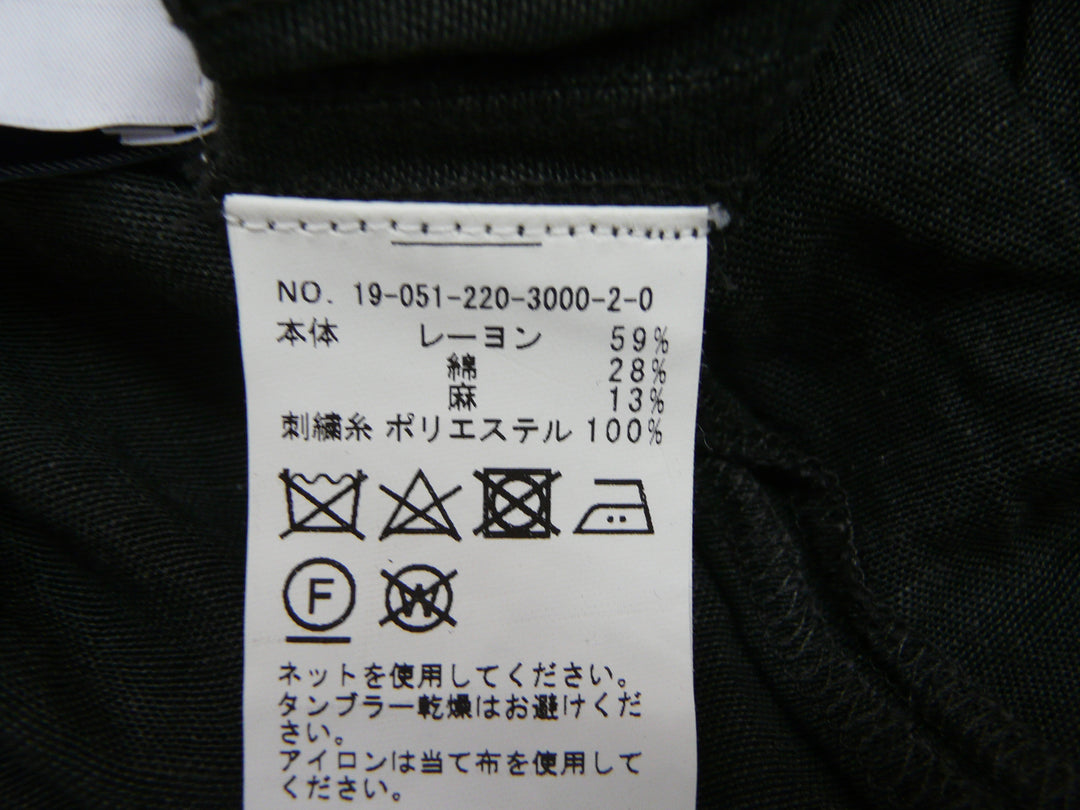 NO. 19-051-220-3000-2-0
本体 レーヨン 59%
綿 28%
麻 13%
刺繍糸 ポリエステル 100%
F W
ネットを使用してください。
タンブラー乾燥はお避けくだ
さい。
アイロンは当て布を使用して
ください。